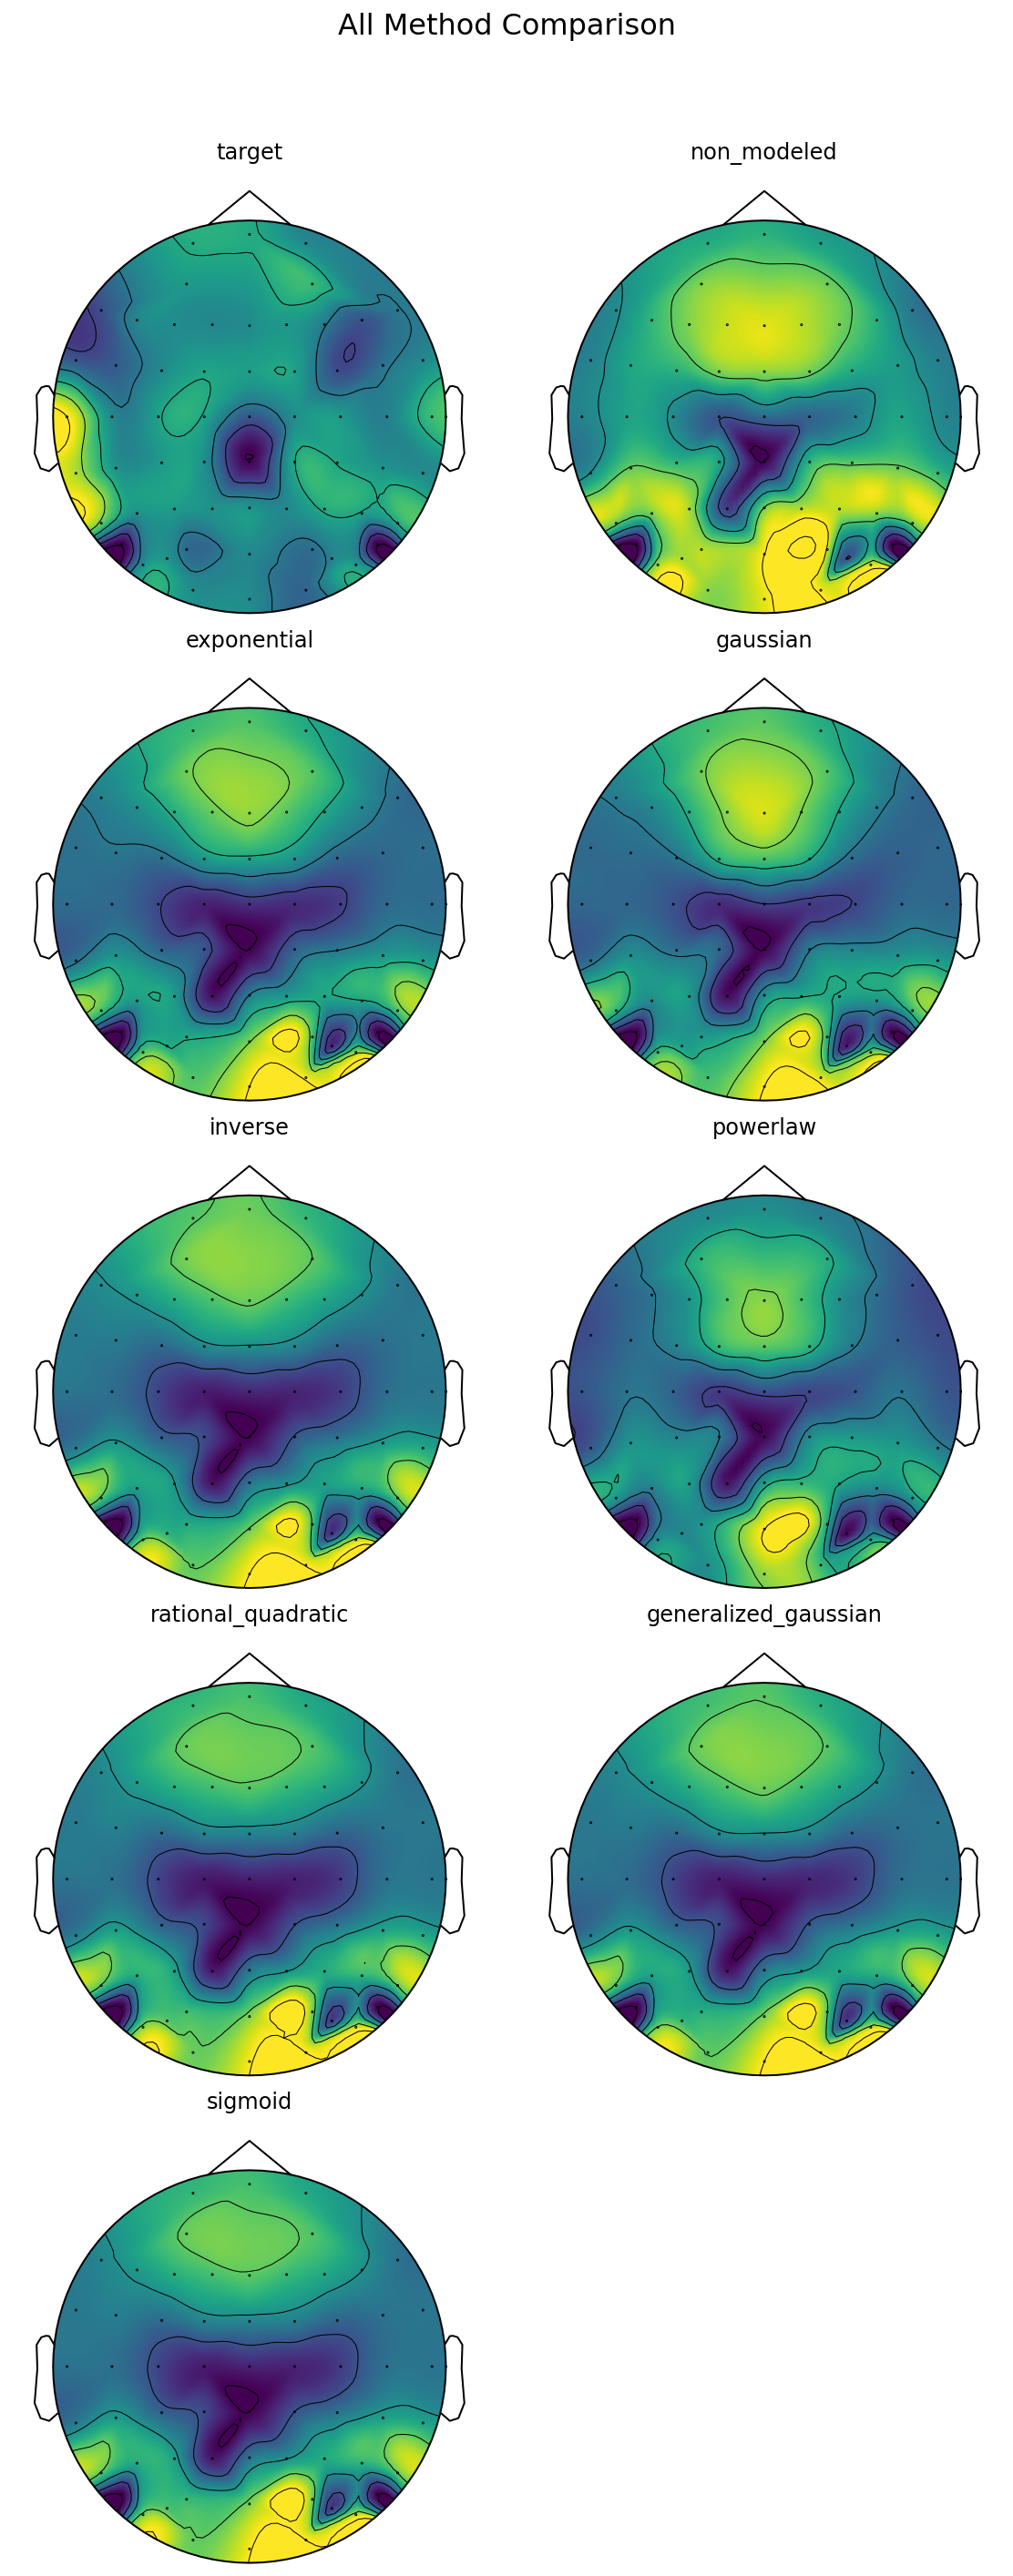 All Method Comparison
target
non_modeled
exponential
gaussian
inverse
powerlaw
rational_quadratic
generalized_gaussian
sigmoid